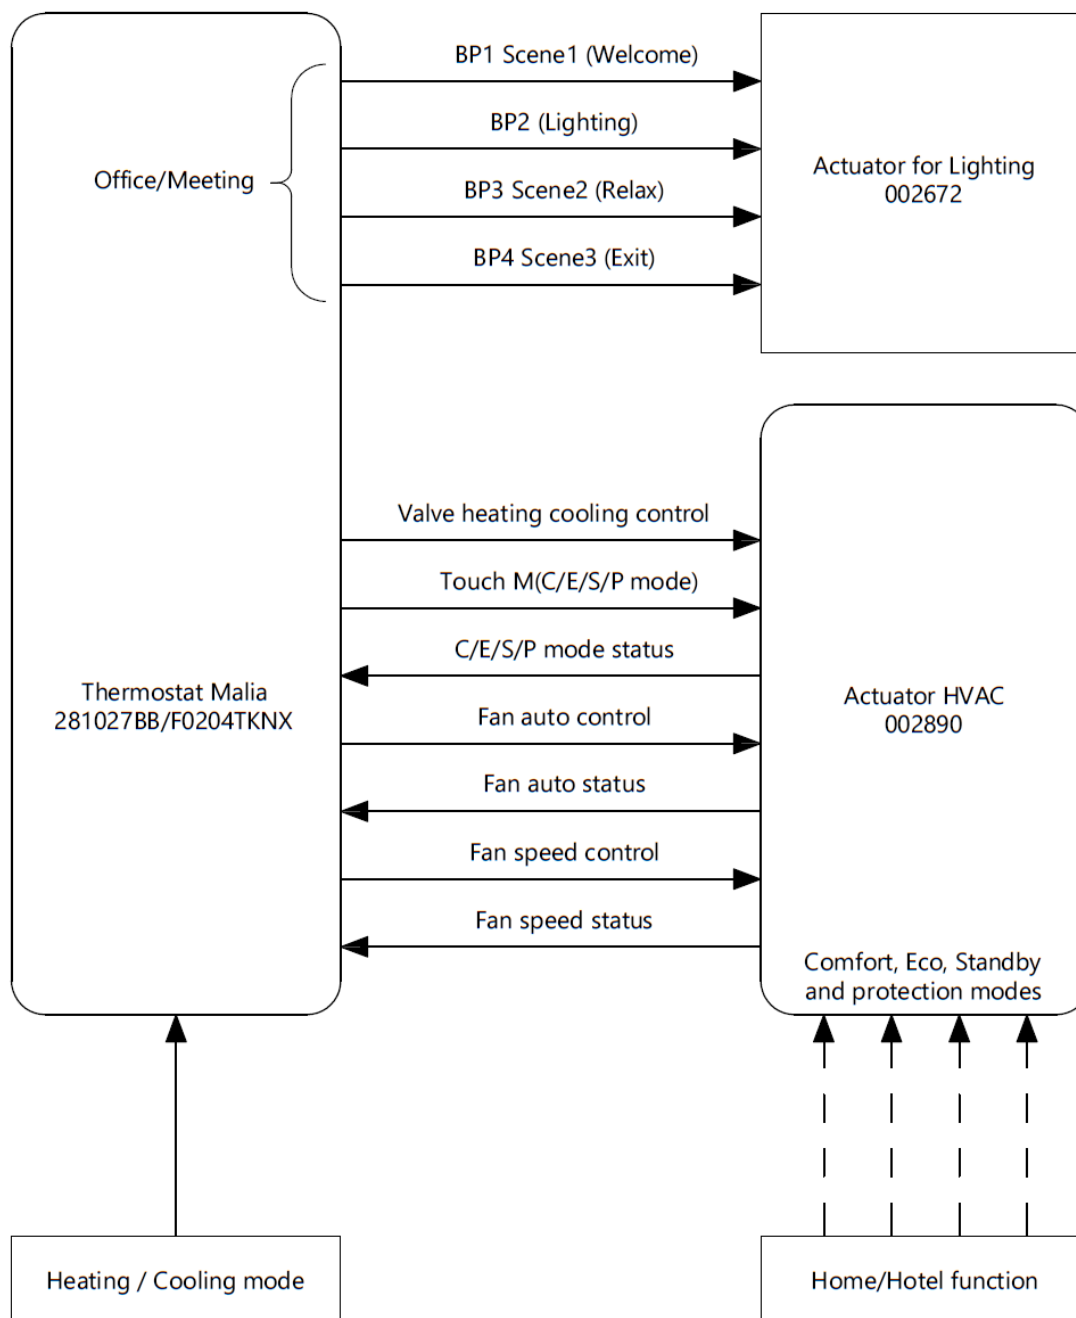 BP1 Scene1 (Welcome)
BP2 (Lighting)
Office/Meeting
BP3 Scene2 (Relax)
BP4 Scene3 (Exit)
Actuator for Lighting
002672
Valve heating cooling control
Touch M(C/E/S/P mode)
C/E/S/P mode status
Thermostat Malia
281027BB/F0204TKNX
Fan auto control
Fan auto status
Fan speed control
Fan speed status
Actuator HVAC
002890
Comfort, Eco, Standby
and protection modes
Heating / Cooling mode
Home/Hotel function